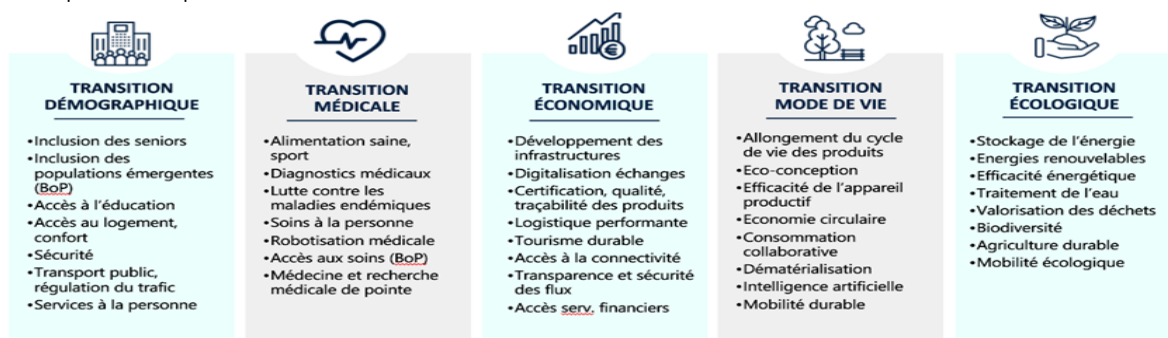 TRANSITION
DÉMOGRAPHIQUE
•Inclusion des seniors
•Inclusion des
populations émergentes
(BoP)
•Accès à l'éducation
•Accès au logement,
confort
•Sécurité
•Transport public,
régulation du trafic
•Services à la personne
TRANSITION
MÉDICALE
•Alimentation saine,
sport
•Diagnostics médicaux
•Lutte contre les
maladies endémiques
•Soins à la personne
•Robotisation médicale
•Accès aux soins (BoP)
•Médecine et recherche
médicale de pointe
TRANSITION
ÉCONOMIQUE
•Développement des
infrastructures
•Digitalisation échanges
•Certification, qualité,
traçabilité des produits
•Logistique performante
•Tourisme durable
•Accès à la connectivité
•Transparence et sécurité
des flux
•Accès serv. financiers
TRANSITION
MODE DE VIE
•Allongement du cycle
de vie des produits
•Eco-conception
•Efficacité de l'appareil
productif
•Economie circulaire
•Consommation
collaborative
•Dématérialisation
•Intelligence artificielle
•Mobilité durable
TRANSITION
ÉCOLOGIQUE
•Stockage de l'énergie
•Energies renouvelables
•Efficacité énergétique
•Traitement de l'eau
•Valorisation des déchets
•Biodiversité
•Agriculture durable
•Mobilité écologique